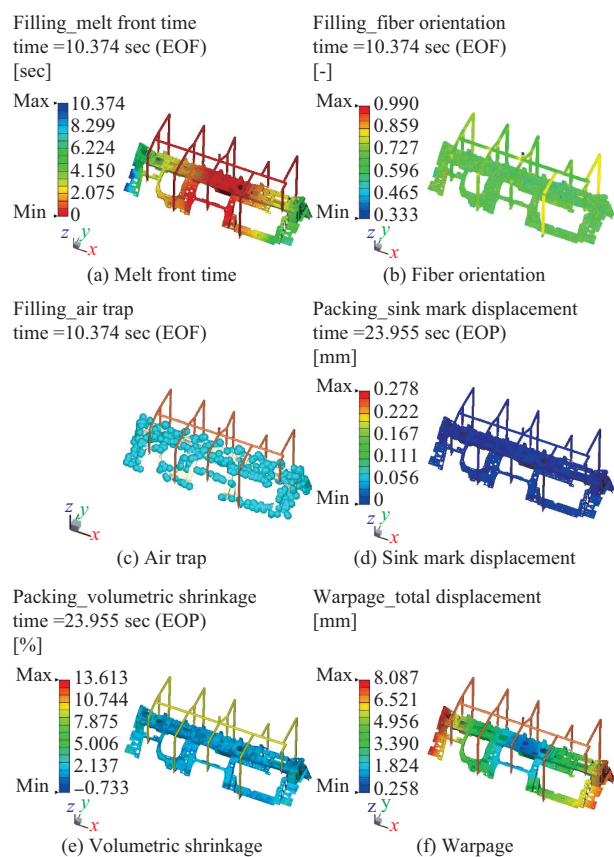 Filling_melt front time
time =10.374 sec (EOF)
[sec]
Max
10.374
8.299
6.224
4.150
2.075
Min
0
z y
x
(a) Melt front time
Filling_fiber orientation
time =10.374 sec (EOF)
[-]
Max
0.990
0.859
0.727
0.596
0.465
Min
0.333
z y
x
(b) Fiber orientation
Filling_air trap
time =10.374 sec (EOF)
z y
x
(c) Air trap
Packing_sink mark displacement
time =23.955 sec (EOP)
[mm]
Max
0.278
0.222
0.167
0.111
0.056
Min
0
z y
x
(d) Sink mark displacement
Packing_volumetric shrinkage
time =23.955 sec (EOP)
[%]
Max
13.613
10.744
7.875
5.006
2.137
Min
−0.733
z y
x
(e) Volumetric shrinkage
Warpage_total displacement
[mm]
Max
8.087
6.521
4.956
3.390
1.824
Min
0.258
z y
x
(f) Warpage